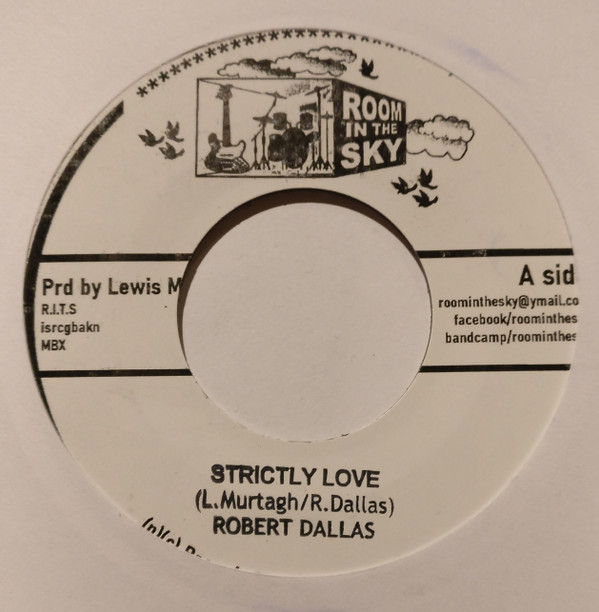 ROOM
IN THE
SKY
Prd by Lewis M
R.I.T.S
isrcgbakn
MBX
A sid
roominthesky@ymail.co
facebook/roominthes
bandcamp/roominthes
STRICTLY LOVE
(L.Murtagh/R.Dallas)
ROBERT DALLAS
(p)(c)